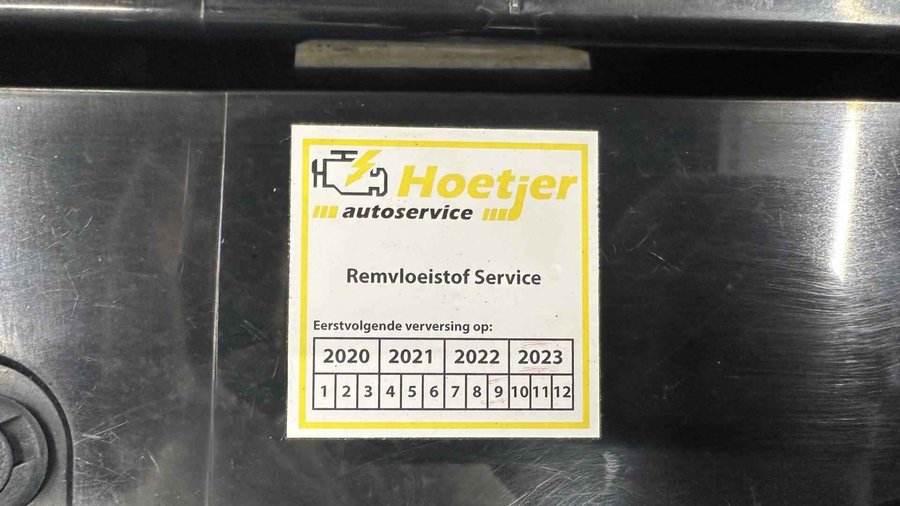 Hoetjer
autoservice
Remvloeistof Service
Eerstvolgende verversing op:
2020 2021 2022 2023
1 2 3 4 5 6 7 8 9 10 11 12